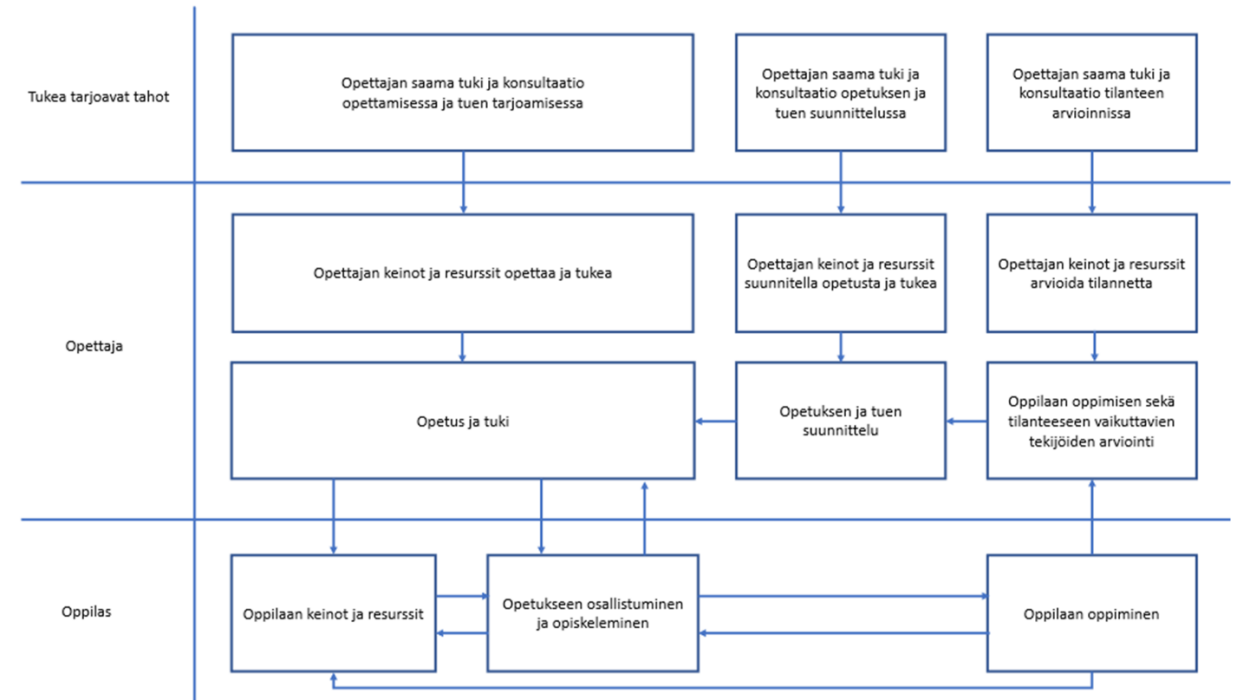 Tukea tarjoavat tahot
Opettajan saama tuki ja konsultaatio
opettamisessa ja tuen tarjoamisessa
Opettajan saama tuki ja
konsultaatio opetuksen ja
tuen suunnittelussa
Opettajan saama tuki ja
konsultaatio tilanteen
arvioinnissa
Opettaja
Opettajan keinot ja resurssit opettaa ja tukea
Opettajan keinot ja resurssit
suunnitella opetusta ja tukea
Opettajan keinot ja resurssit
arvioida tilannetta
Opetus ja tuki
Opetuksen ja tuen
suunnittelu
Oppilaan oppimisen sekä
tilanteeseen vaikuttavien
tekijöiden arviointi
Oppilas
Oppilaan keinot ja resurssit
Opetukseen osallistuminen
ja opiskeleminen
Oppilaan oppiminen